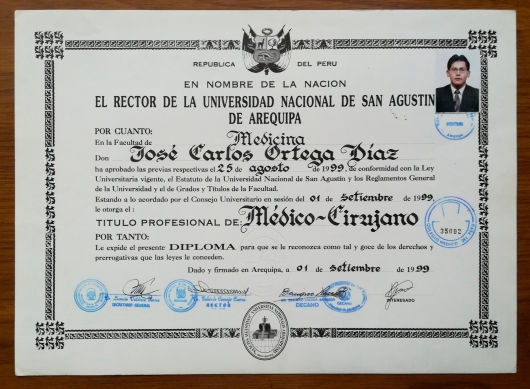 REPUBLICA DEL PERU
EN NOMBRE DE LA NACION
EL RECTOR DE LA UNIVERSIDAD NACIONAL DE SAN AGUSTIN
DE AREQUIPA
POR CUANTO:
En la Facultad de Medicina
Don José Carlos Ortega Díaz
ha aprobado las previas respectivas el 25 de agosto de 1999, de conformidad con la Ley
Universitaria vigente, el Estatuto de la Universidad Nacional de San Agustín y los Reglamentos General
de la Universidad y el de Grados y Títulos de la Facultad.
Estando a lo acordado por el Consejo Universitario en sesión del 01 de setiembre de 1999
le otorga el:
TITULO PROFESIONAL DE: Médico-Cirujano
POR TANTO:
Le expide el presente DIPLOMA para que se le reconozca como tal y goce de los derechos y
prerrogativas que las leyes le conceden.
Dado y firmado en Arequipa, a 01 de setiembre de 1999
35002
SECRETARIO GENERAL
RECTOR
DECANO
INTERESADO